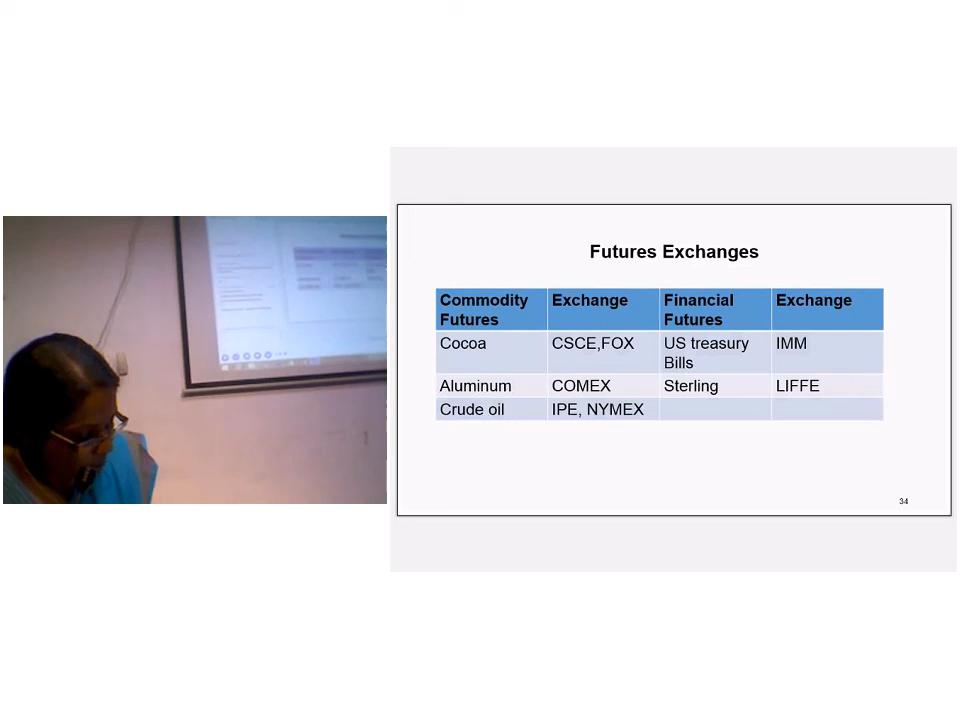 Futures Exchanges
Commodity Futures Exchange Financial Futures Exchange
Cocoa CSCE,FOX US treasury Bills IMM
Aluminum COMEX Sterling LIFFE
Crude oil IPE, NYMEX
34